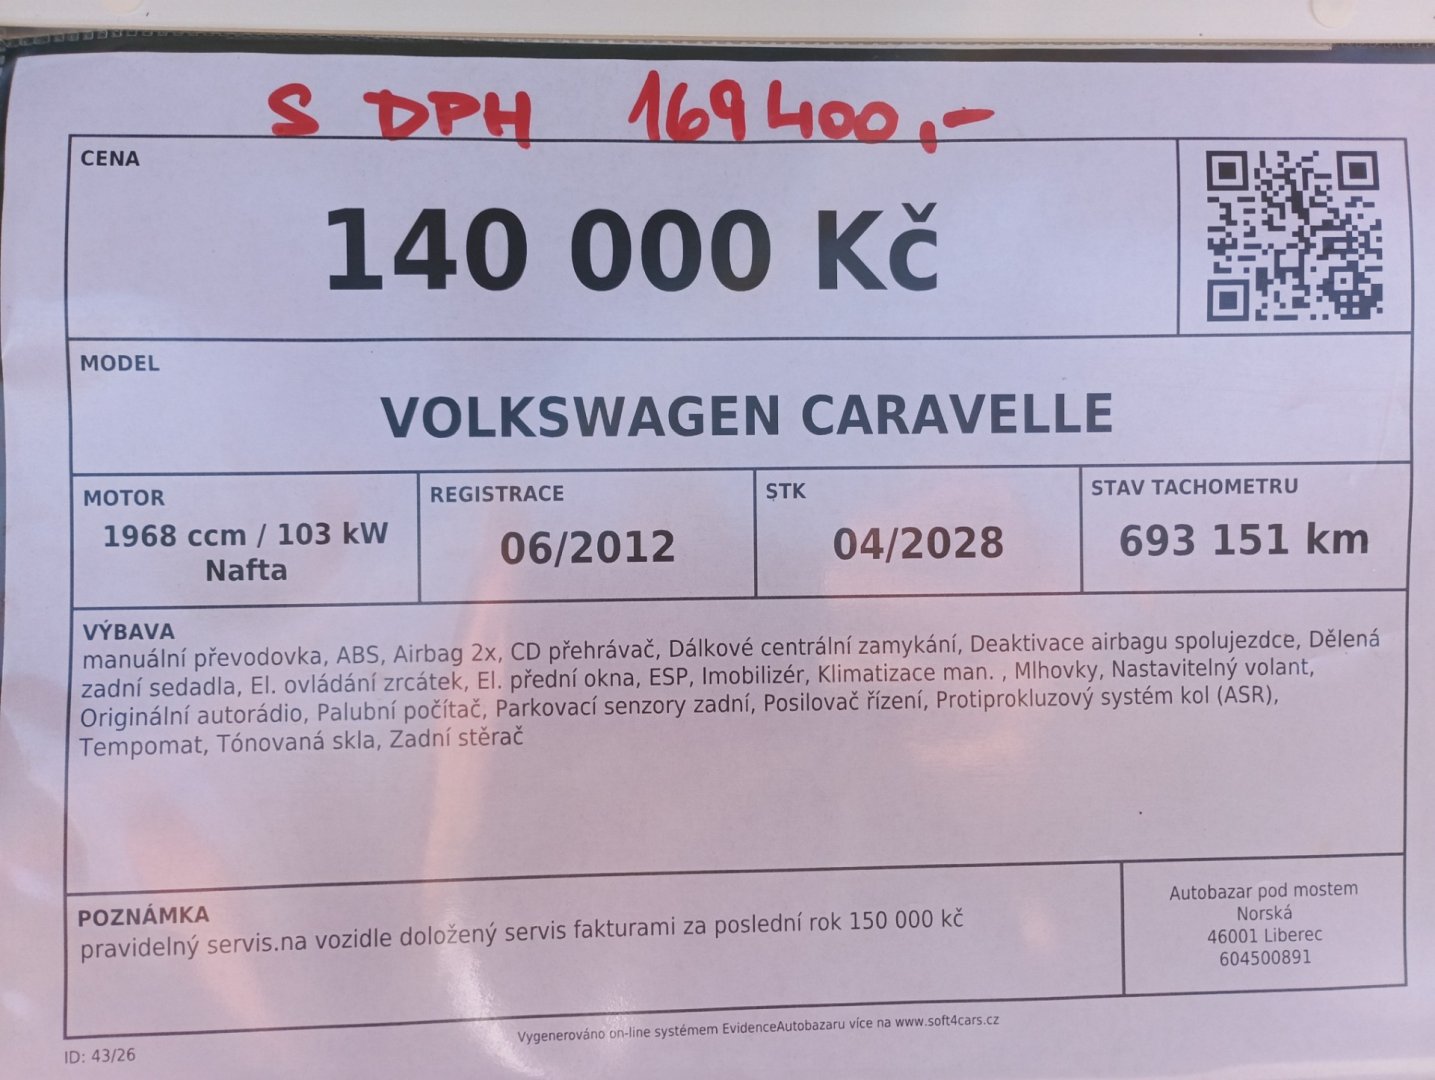 S DPH 169 400,-
CENA
140 000 Kč
MODEL
VOLKSWAGEN CARAVELLE
MOTOR
1968 ccm / 103 kW
Nafta
REGISTRACE
06/2012
STK
04/2028
STAV TACHOMETRU
693 151 km
VÝBAVA
manuální převodovka, ABS, Airbag 2x, CD přehrávač, Dálkové centrální zamykání, Deaktivace airbagu spolujezdce, Dělená
zadní sedadla, El. ovládání zrcátek, El. přední okna, ESP, Imobilizér, Klimatizace man. , Mlhovky, Nastavitelný volant,
Originální autorádio, Palubní počítač, Parkovací senzory zadní, Posilovač řízení, Protiprokluzový systém kol (ASR),
Tempomat, Tónovaná skla, Zadní stěrač
POZNÁMKA
pravidelný servis.na vozidle doložený servis fakturami za poslední rok 150 000 kč
Autobazar pod mostem
Norská
46001 Liberec
604500891
Vygenerováno on-line systémem EvidenceAutobazaru více na www.soft4cars.cz
ID: 43/26